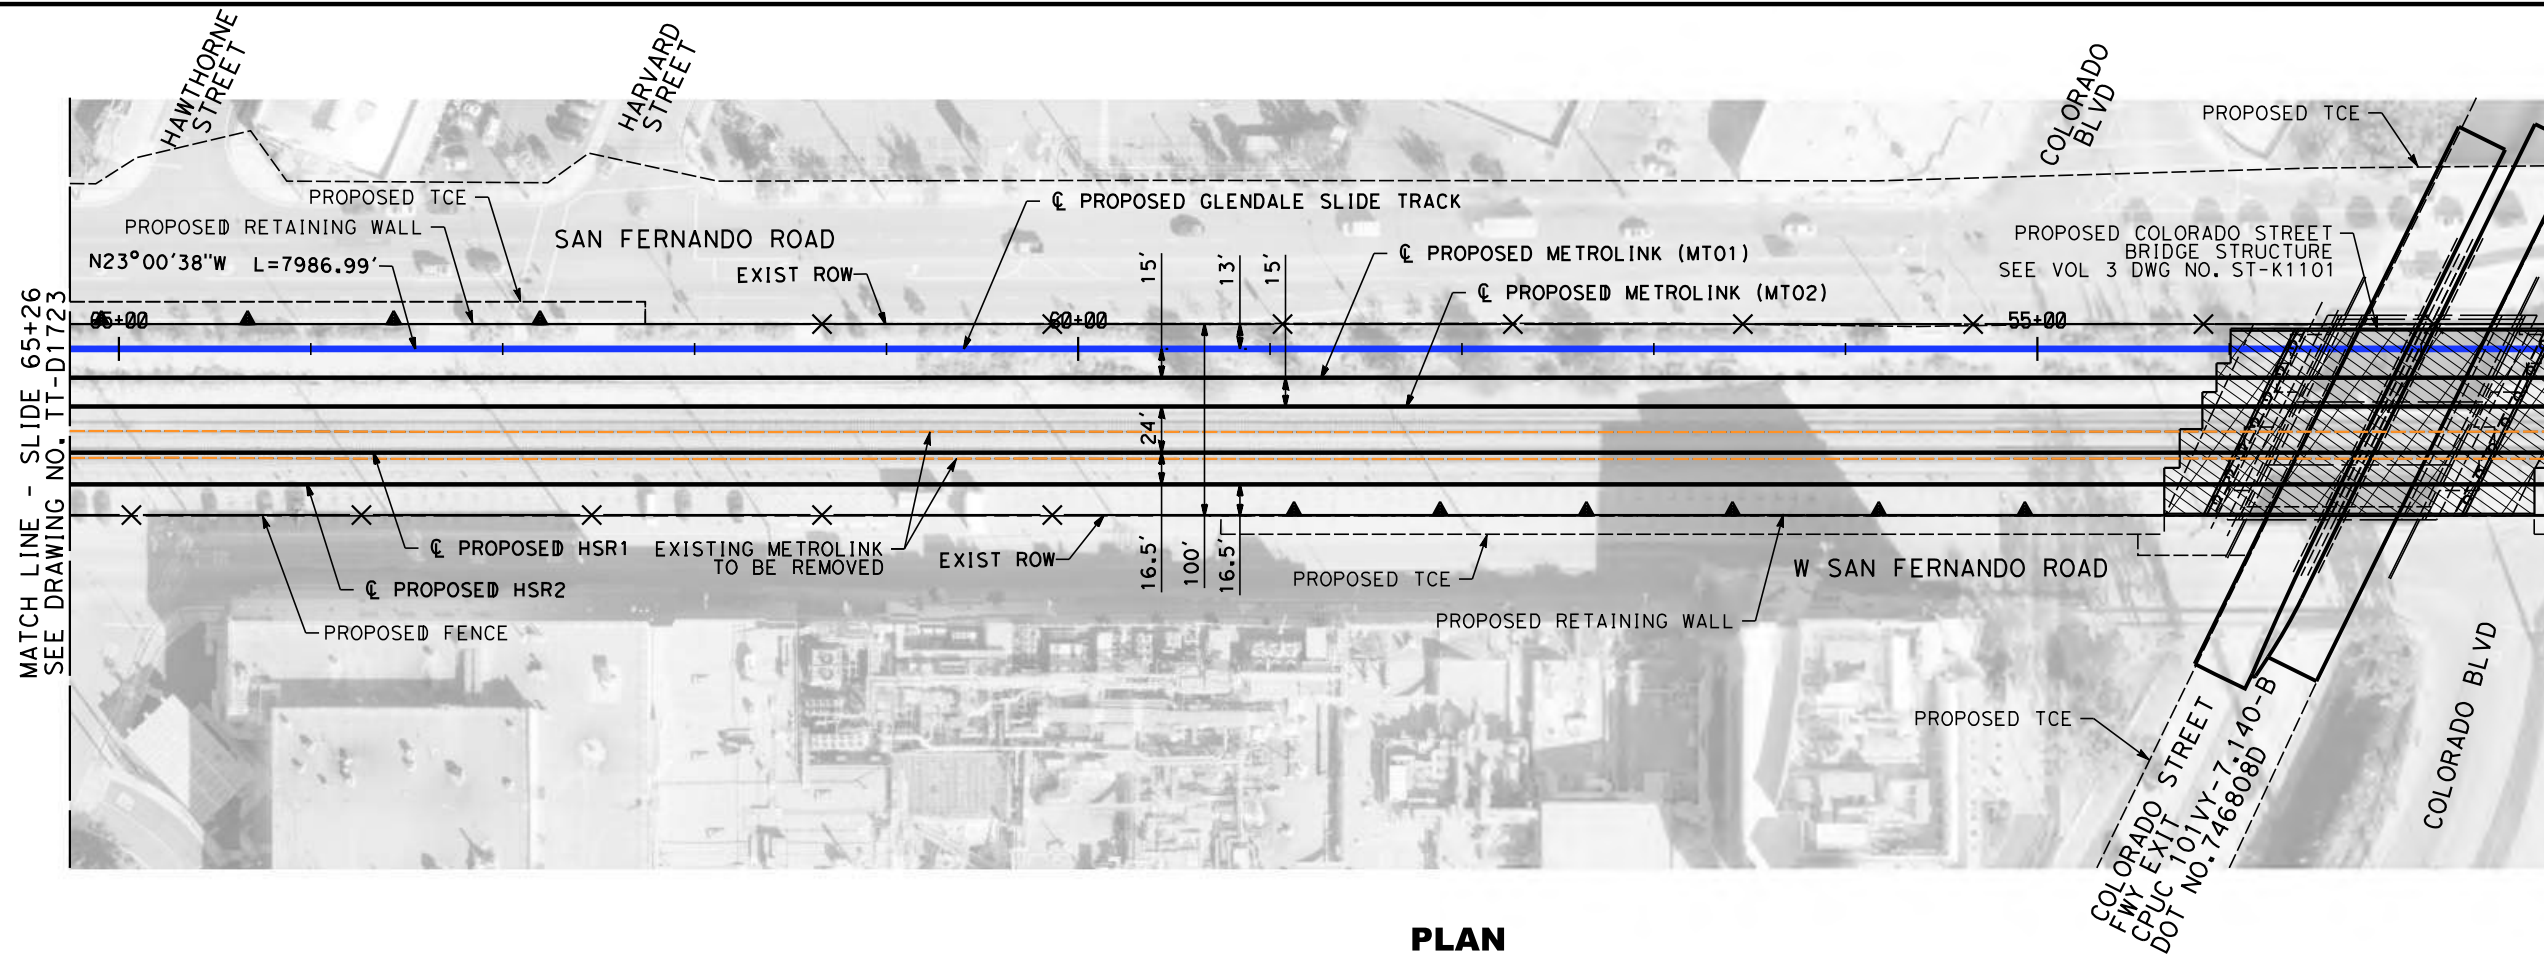 HAWTHORNE
STREET
HARVARD
STREET
COLORADO
BLVD
PROPOSED TCE
PROPOSED TCE
PROPOSED RETAINING WALL
N23°00'38"W L=7986.99'
SAN FERNANDO ROAD
EXIST ROW
℄ PROPOSED GLENDALE SLIDE TRACK
℄ PROPOSED METROLINK (MT01)
℄ PROPOSED METROLINK (MT02)
PROPOSED COLORADO STREET
BRIDGE STRUCTURE
SEE VOL 3 DWG NO. ST-K1101
15'
13'
15'
65+00
60+00
55+00
MATCH LINE - SLIDE 65+26
SEE DRAWING NO. TT-D1723
24'
16.5'
100'
16.5'
℄ PROPOSED HSR1
℄ PROPOSED HSR2
PROPOSED FENCE
EXISTING METROLINK
TO BE REMOVED
EXIST ROW
PROPOSED TCE
PROPOSED RETAINING WALL
W SAN FERNANDO ROAD
PROPOSED TCE
COLORADO STREET
FWY EXIT
CPUC 101VY-7.140-B
DOT NO.746808D
COLORADO BLVD
PLAN